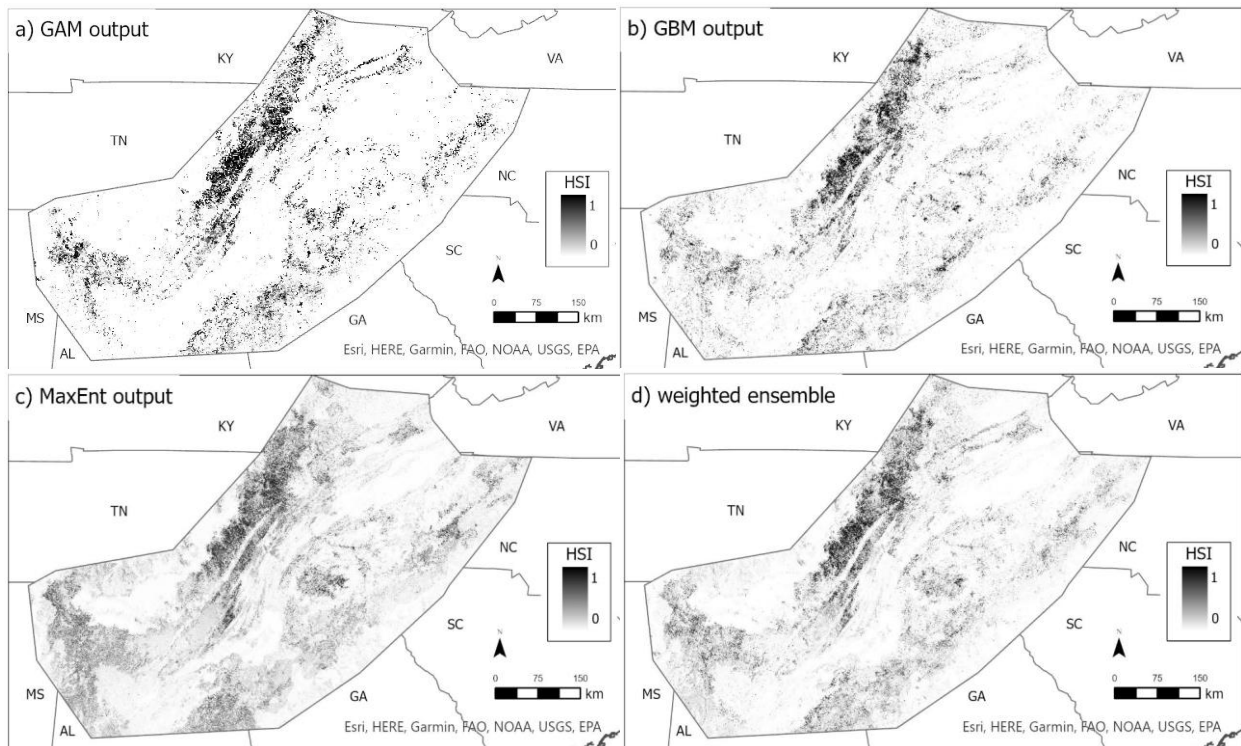 a) GAM output
KY
VA
TN
NC
HSI
1
0
SC
N
0 75 150
km
MS
AL
GA
Esri, HERE, Garmin, FAO, NOAA, USGS, EPA
b) GBM output
KY
VA
TN
NC
HSI
1
0
SC
N
0 75 150
km
MS
AL
GA
Esri, HERE, Garmin, FAO, NOAA, USGS, EPA
c) MaxEnt output
KY
VA
TN
NC
HSI
1
0
SC
N
0 75 150
km
MS
AL
GA
Esri, HERE, Garmin, FAO, NOAA, USGS, EPA
d) weighted ensemble
KY
VA
TN
NC
HSI
1
0
SC
N
0 75 150
km
MS
AL
GA
Esri, HERE, Garmin, FAO, NOAA, USGS, EPA